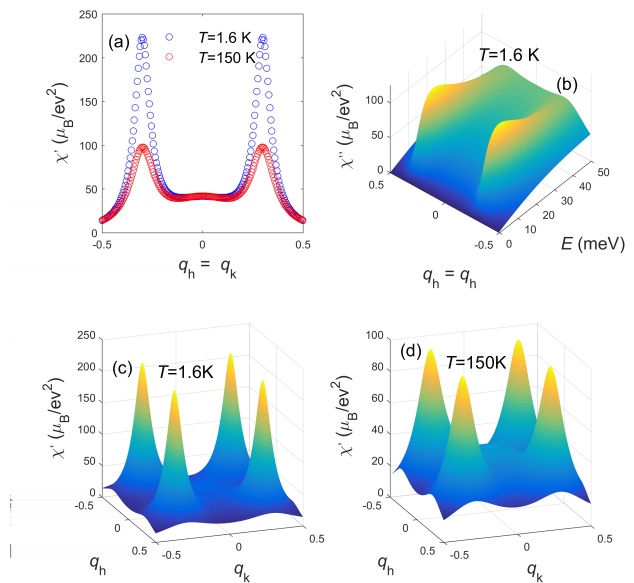 (a)
T=1.6 K
T=150 K
250
200
150
100
50
0
-0.5
0
0.5
χ' (μB/ev²)
qh = qk
T=1.6 K
(b)
100
50
0
0.5
0
-0.5
0
10
20
30
40
50
χ'' (μB/ev²)
E (meV)
qh = qh
(c)
T=1.6K
250
200
150
100
50
0
-0.5
0
0.5
-0.5
0
0.5
χ' (μB/ev²)
qh
qk
(d)
T=150K
100
80
60
40
20
0
-0.5
0
0.5
-0.5
0
0.5
χ' (μB/ev²)
qh
qk